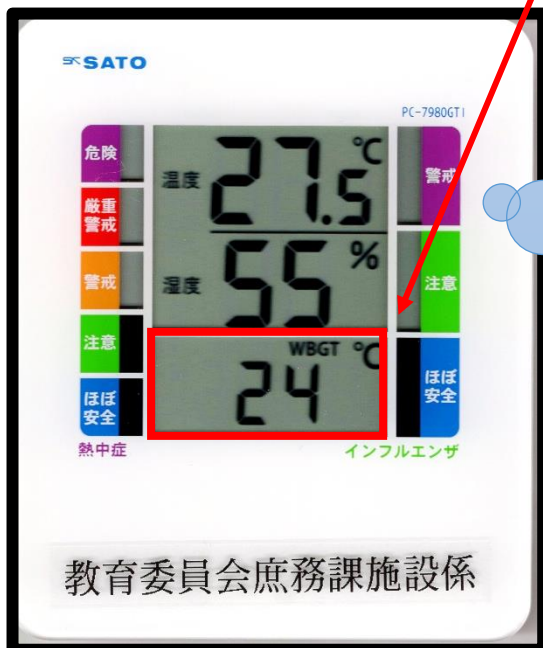 SK SATO
PC-7980GTI
危険
厳重
警戒
警戒
注意
ほぼ
安全
熱中症
温度 27.5 ℃
湿度 55 %
WBGT ℃
24
警戒
注意
ほぼ
安全
インフルエンザ
教育委員会庶務課施設係